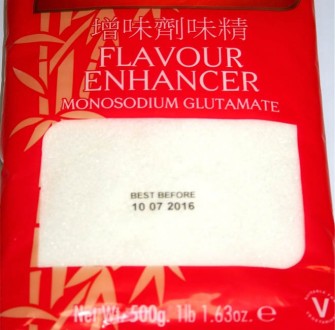 增味劑味精
FLAVOUR
ENHANCER
MONOSODIUM GLUTAMATE
BEST BEFORE
10 07 2016
Net Wt. 500g. 1lb 1.63oz. e
V